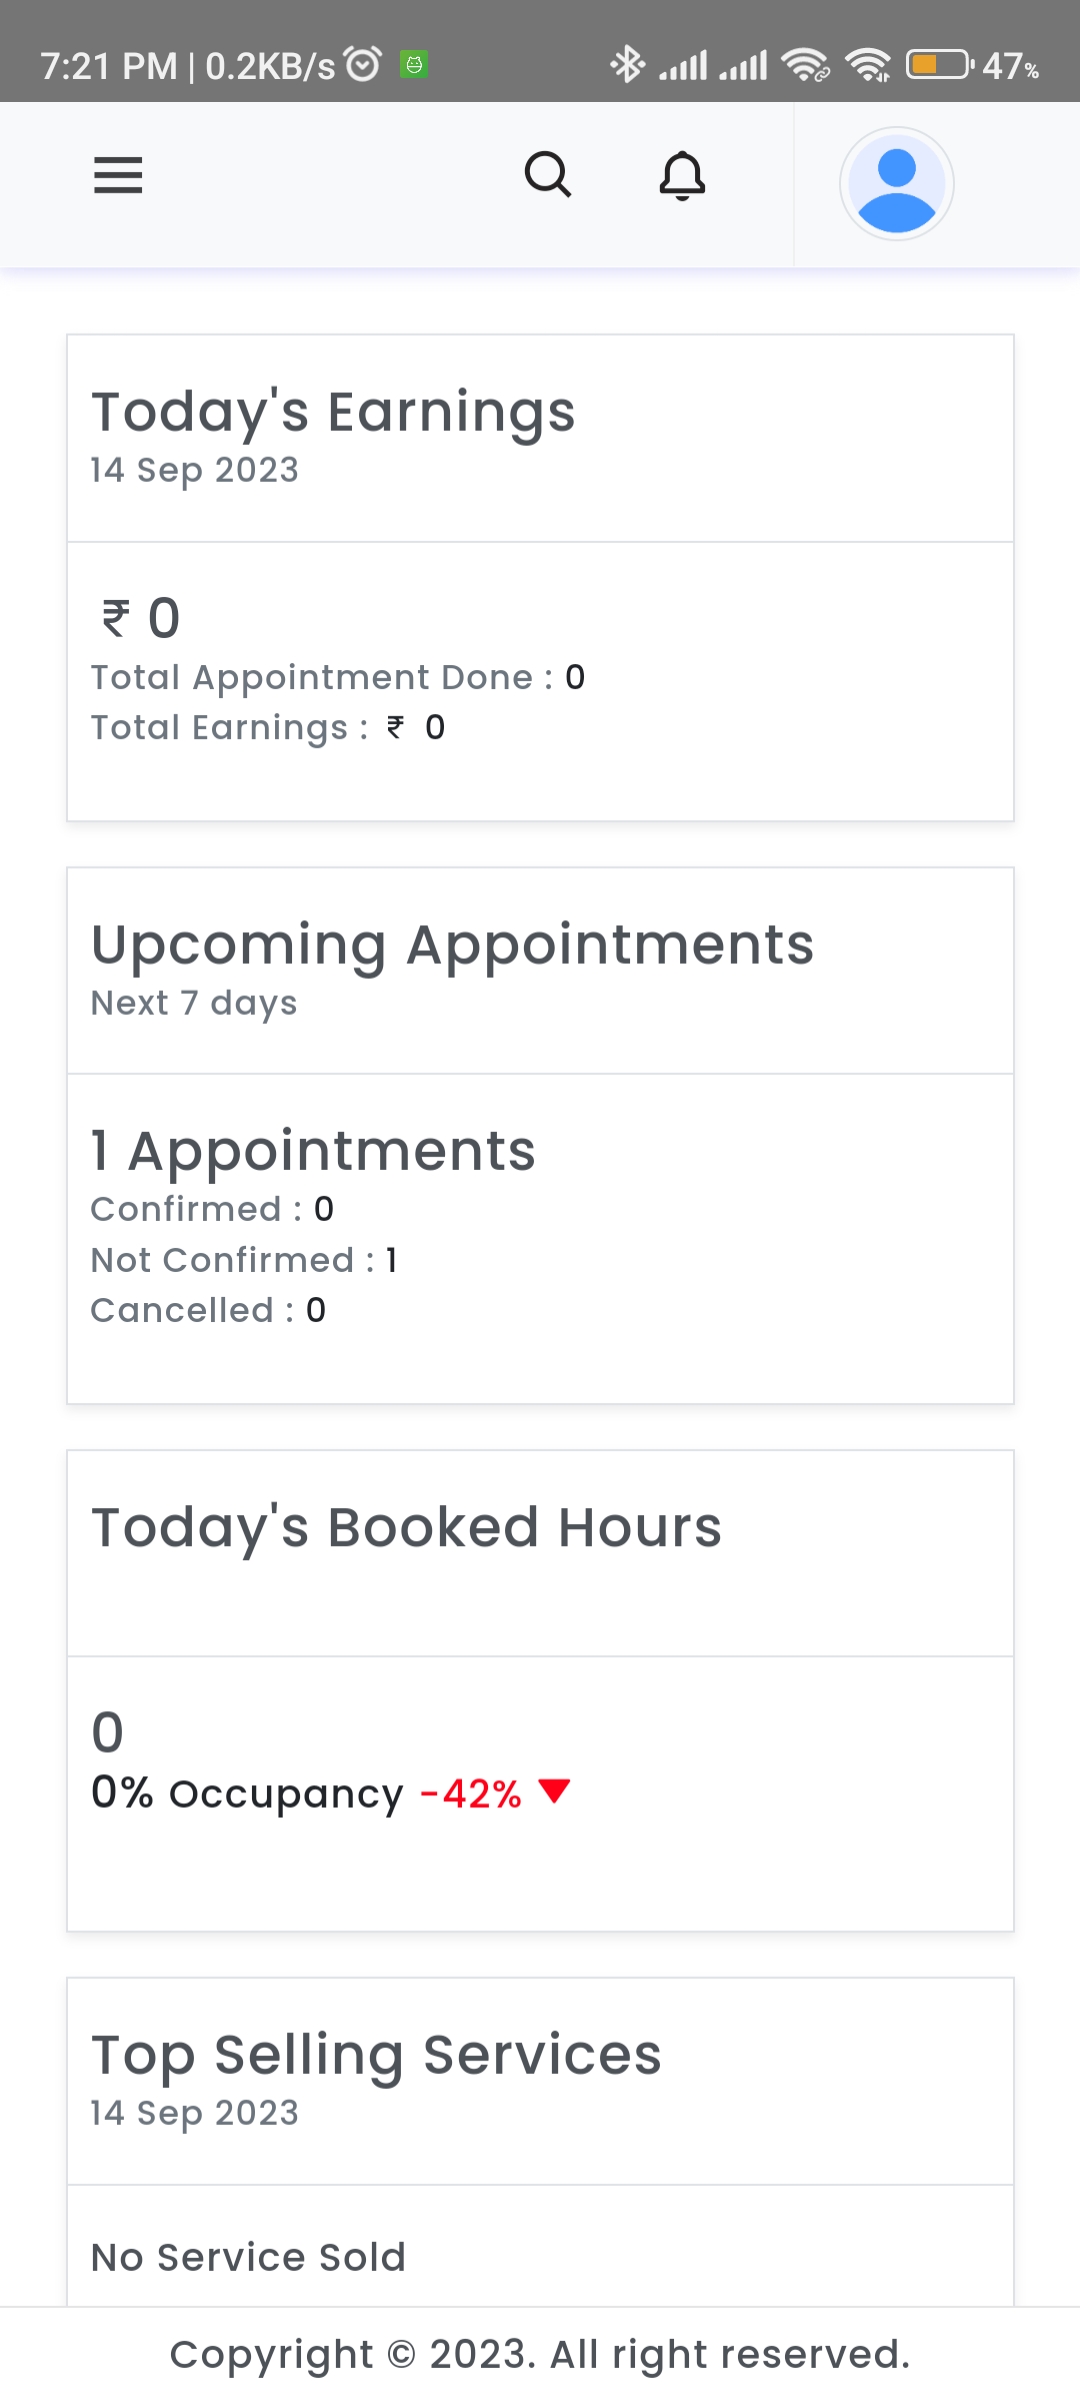 7:21 PM | 0.2KB/s 47%
Today's Earnings
14 Sep 2023
₹ 0
Total Appointment Done : 0
Total Earnings : ₹ 0
Upcoming Appointments
Next 7 days
1 Appointments
Confirmed : 0
Not Confirmed : 1
Cancelled : 0
Today's Booked Hours
0
0% Occupancy -42% ▼
Top Selling Services
14 Sep 2023
No Service Sold
Copyright © 2023. All right reserved.